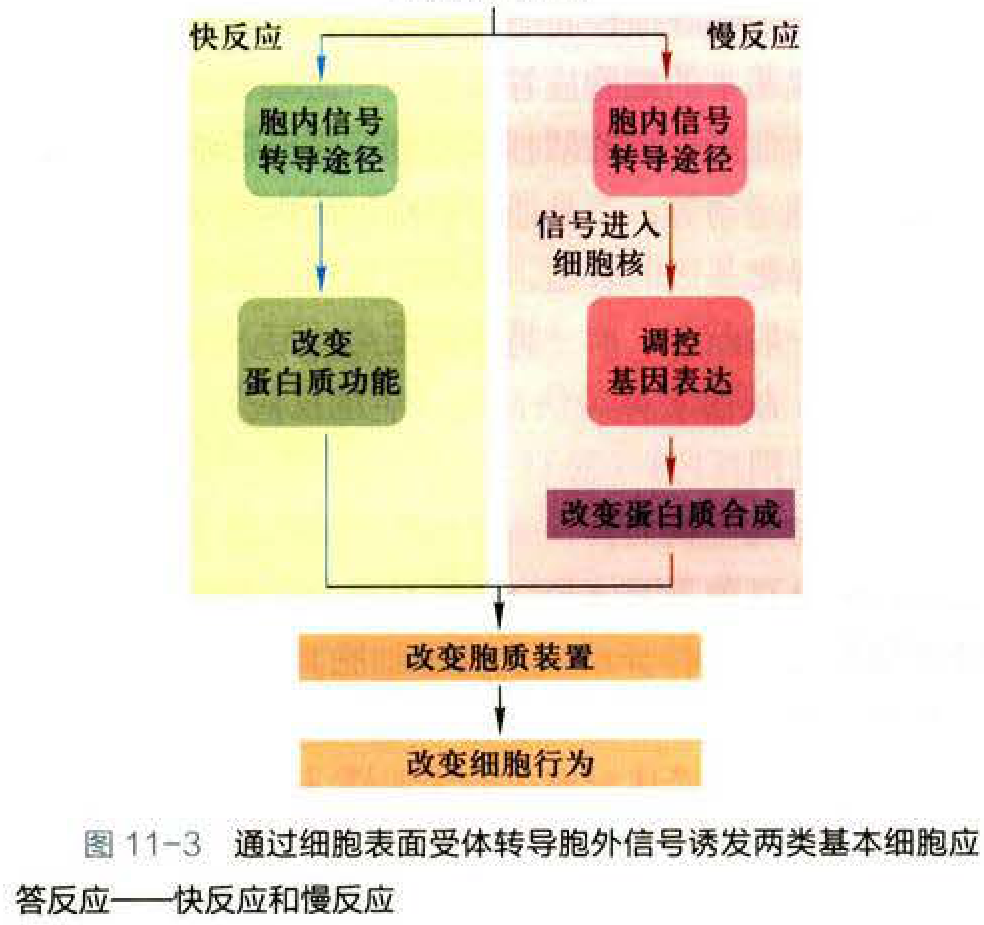 快反应
慢反应
胞内信号
转导途径
胞内信号
转导途径
信号进入
细胞核
改变
蛋白质功能
调控
基因表达
改变蛋白质合成
改变胞质装置
改变细胞行为
图 11-3 通过细胞表面受体转导胞外信号诱发两类基本细胞应
答反应——快反应和慢反应